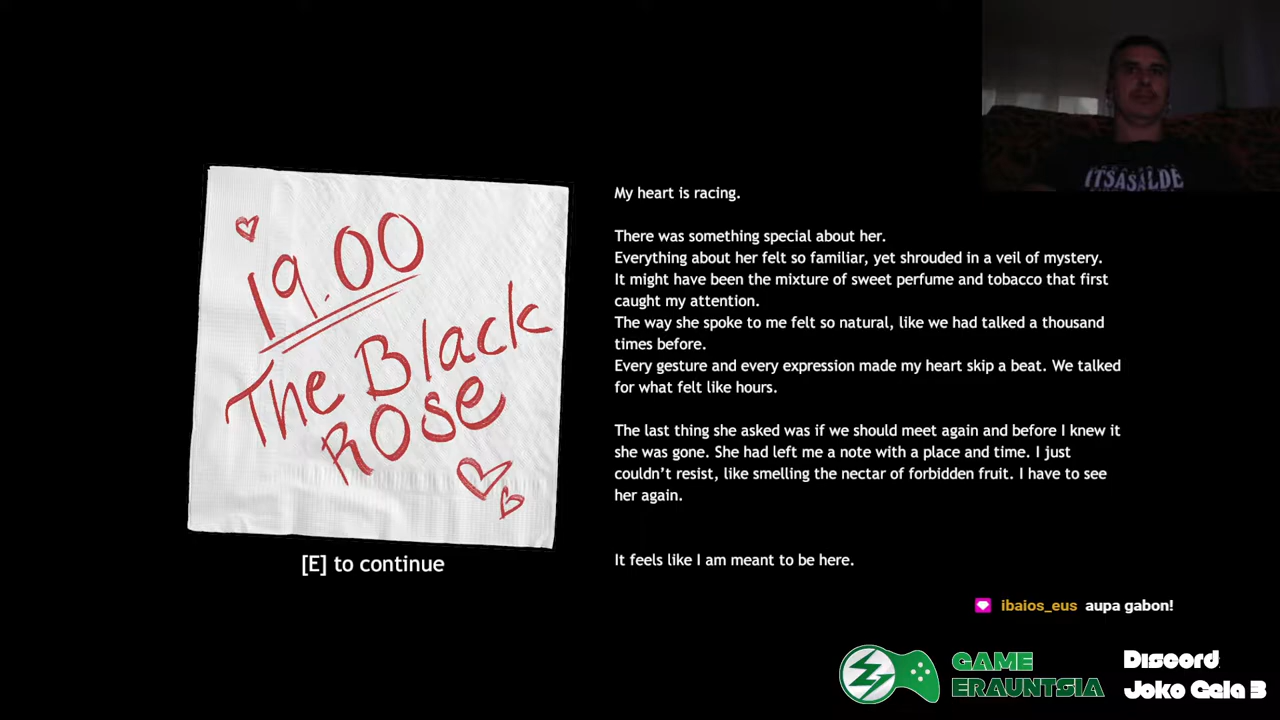 19.00
The Black
Rose
[E] to continue
My heart is racing.
There was something special about her.
Everything about her felt so familiar, yet shrouded in a veil of mystery.
It might have been the mixture of sweet perfume and tobacco that first
caught my attention.
The way she spoke to me felt so natural, like we had talked a thousand
times before.
Every gesture and every expression made my heart skip a beat. We talked
for what felt like hours.
The last thing she asked was if we should meet again and before I knew it
she was gone. She had left me a note with a place and time. I just
couldn't resist, like smelling the nectar of forbidden fruit. I have to see
her again.
It feels like I am meant to be here.
ITSASALDE
ibaios_eus aupa gabon!
GAME
ERAUNTSIA
Discord
Joko Gela 3